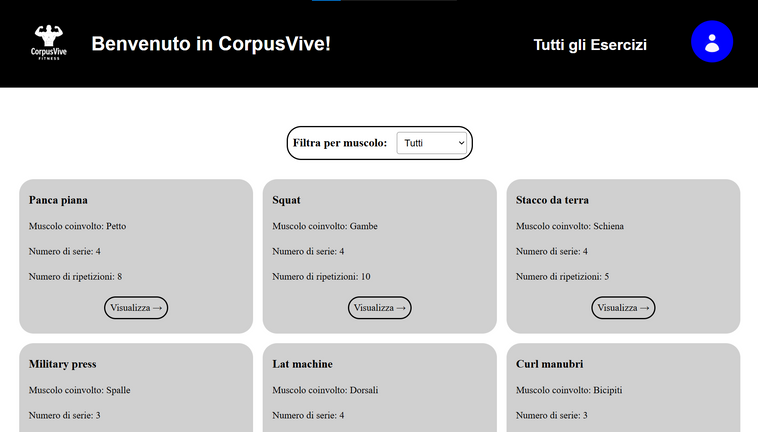 CorpusVive
FITNESS
Benvenuto in CorpusVive!
Tutti gli Esercizi
Filtra per muscolo:
Tutti
Panca piana
Muscolo coinvolto: Petto
Numero di serie: 4
Numero di ripetizioni: 8
Visualizza →
Squat
Muscolo coinvolto: Gambe
Numero di serie: 4
Numero di ripetizioni: 10
Visualizza →
Stacco da terra
Muscolo coinvolto: Schiena
Numero di serie: 4
Numero di ripetizioni: 5
Visualizza →
Military press
Muscolo coinvolto: Spalle
Numero di serie: 3
Lat machine
Muscolo coinvolto: Dorsali
Numero di serie: 4
Curl manubri
Muscolo coinvolto: Bicipiti
Numero di serie: 3